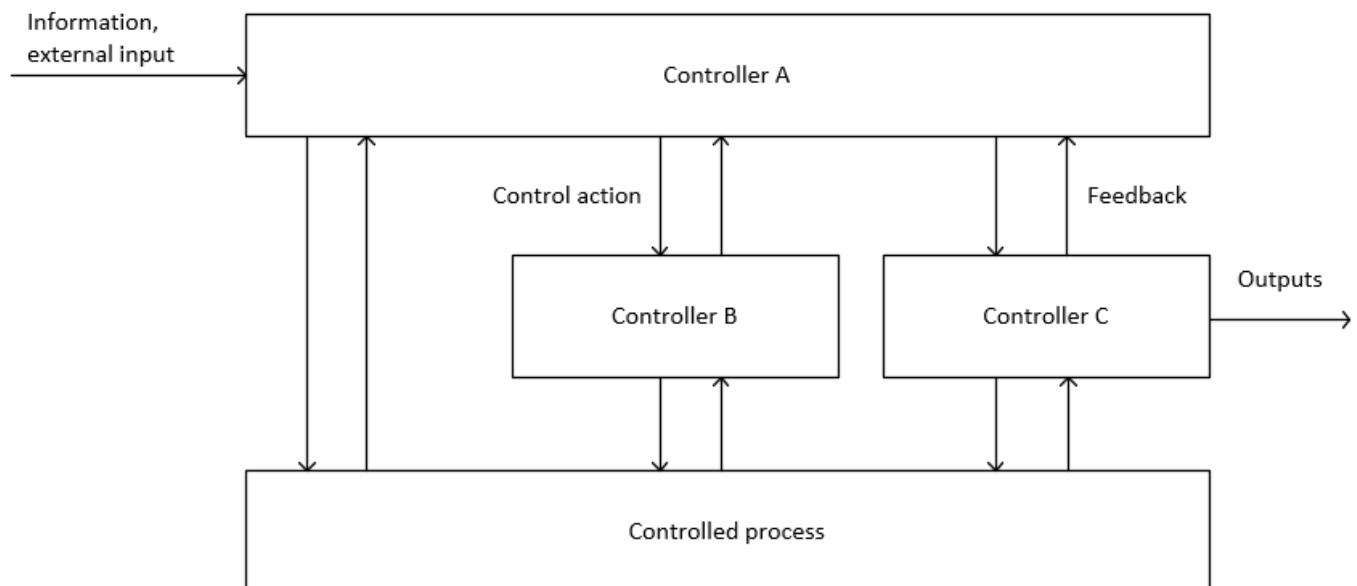 Information,
external input
Controller A
Control action
Feedback
Controller B
Controller C
Outputs
Controlled process